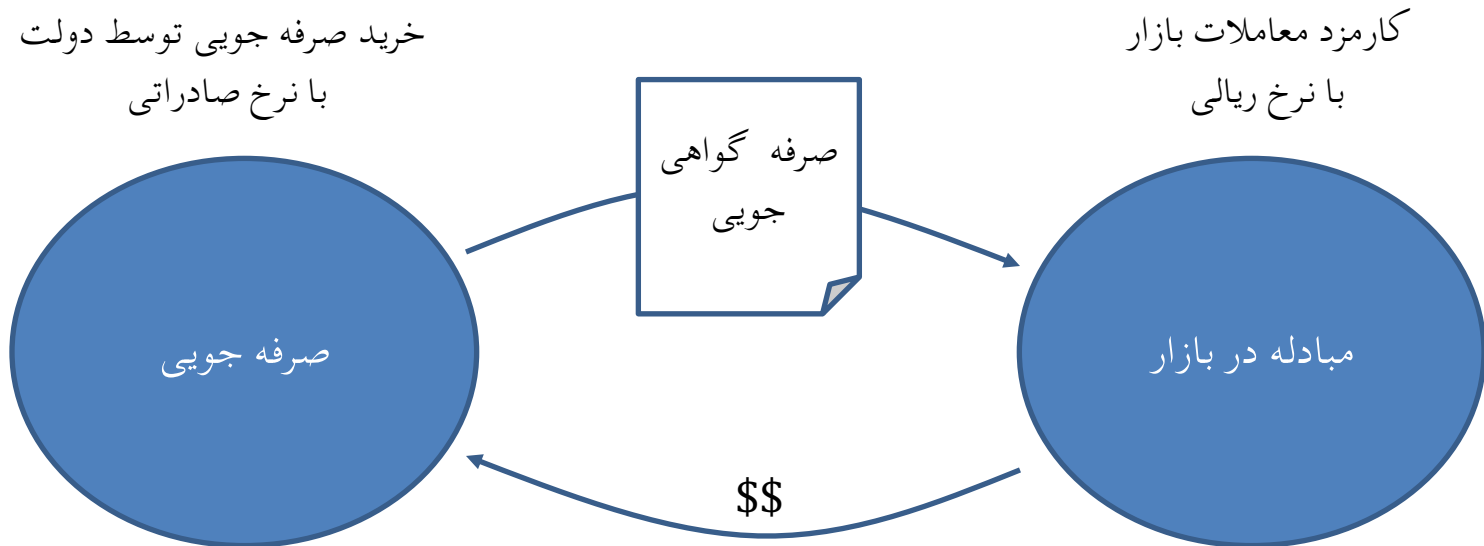 کارمزد معاملات بازار
با نرخ ریالی
خرید صرفه جویی توسط دولت
با نرخ صادراتی
صرفه گواهی
جویی
مبادله در بازار
صرفه جویی
$$